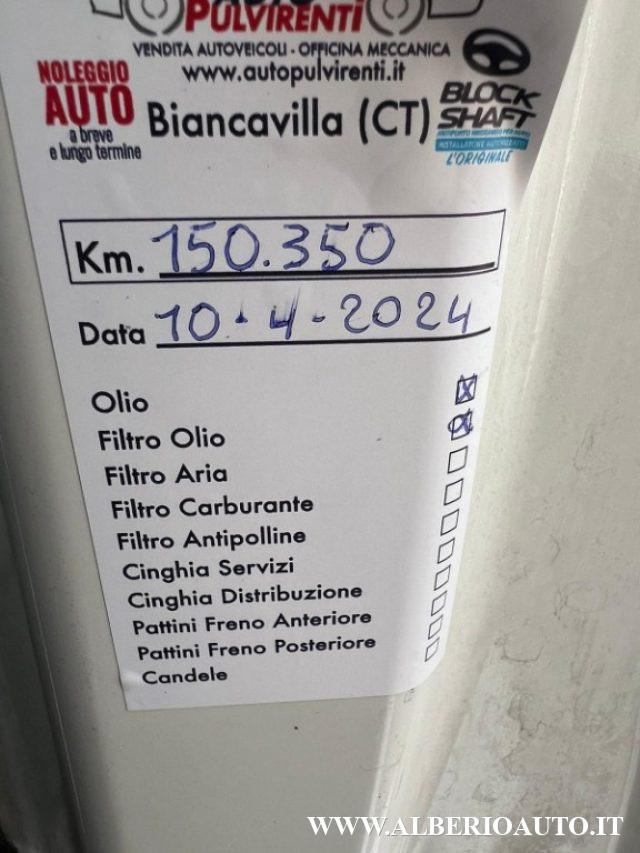 AUTO
PULVIRENTI
VENDITA AUTOVEICOLI - OFFICINA MECCANICA
www.autopulvirenti.it
NOLEGGIO
AUTO
a breve
e lungo termine
Biancavilla (CT)
BLOCK
SHAFT
L'ORIGINALE
Km. 150.350
Data 10-4-2024
Olio
Filtro Olio
Filtro Aria
Filtro Carburante
Filtro Antipolline
Cinghia Servizi
Cinghia Distribuzione
Pattini Freno Anteriore
Pattini Freno Posteriore
Candele
WWW.ALBERIOAUTO.IT